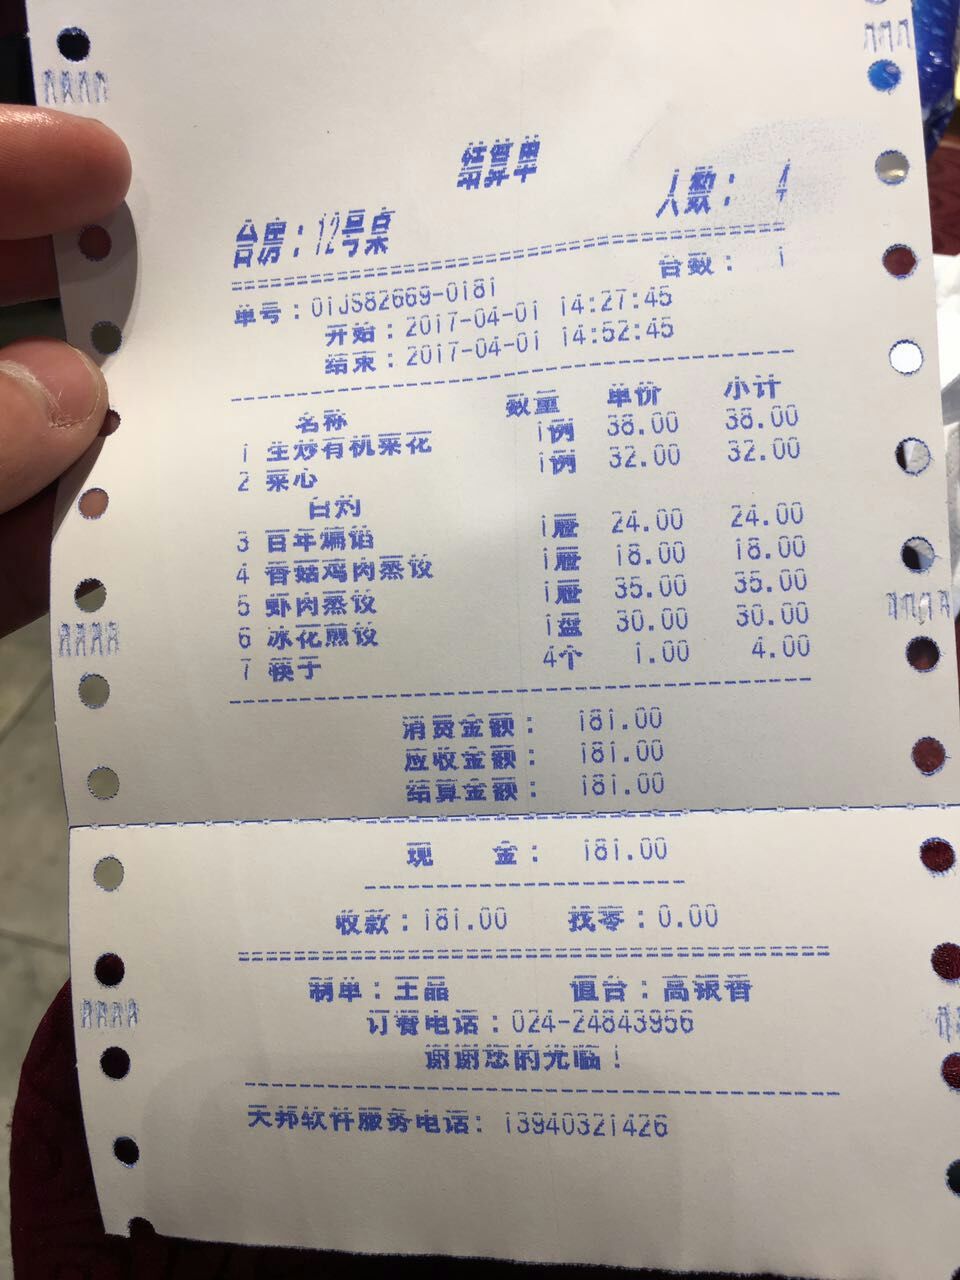 结算单
台房：12号桌 人数： 4
单号：01JS82669-0181 台数： 1
开始：2017-04-01 14:27:45
结束：2017-04-01 14:52:45
名称 数量 单价 小计
1 生炒有机菜花 1例 38.00 38.00
2 菜心 1例 32.00 32.00
白灼
3 百年煸馅 1屉 24.00 24.00
4 香菇鸡肉蒸饺 1屉 18.00 18.00
5 虾肉蒸饺 1屉 35.00 35.00
6 冰花煎饺 1盘 30.00 30.00
7 筷子 4个 1.00 4.00
消费金额： 181.00
应收金额： 181.00
结算金额： 181.00
现 金： 181.00
收款：181.00 找零：0.00
制单：王晶 值台：高银香
订餐电话：024-24843956
谢谢您的光临！
天邦软件服务电话：13940321426